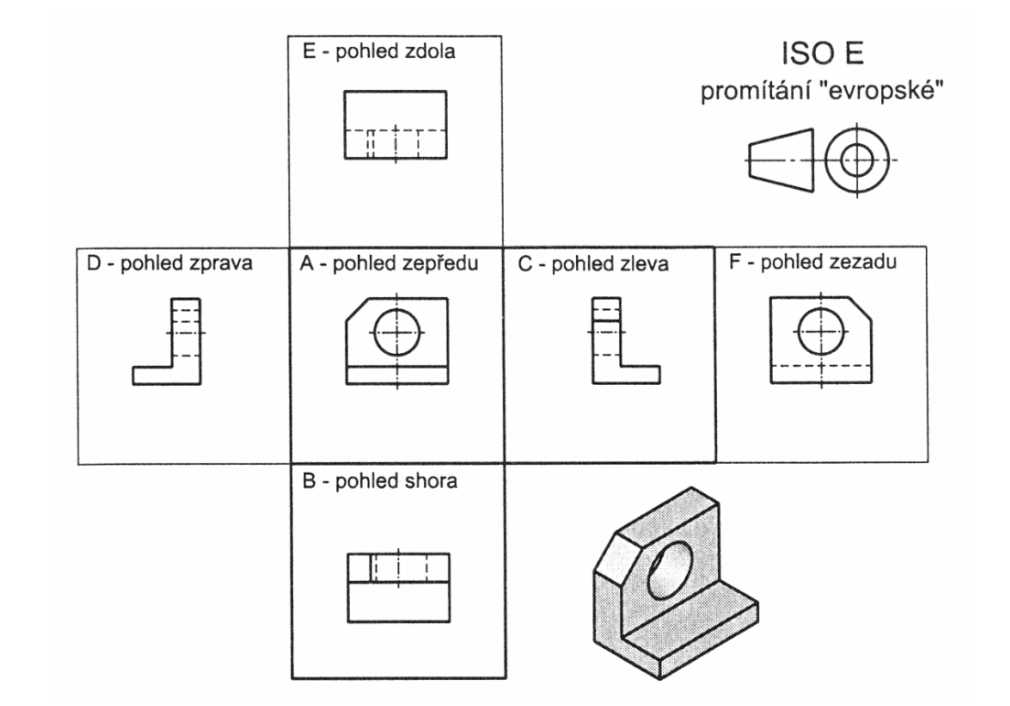 E - pohled zdola
ISO E
promítání "evropské"
D - pohled zprava
A - pohled zepředu
C - pohled zleva
F - pohled zezadu
B - pohled shora